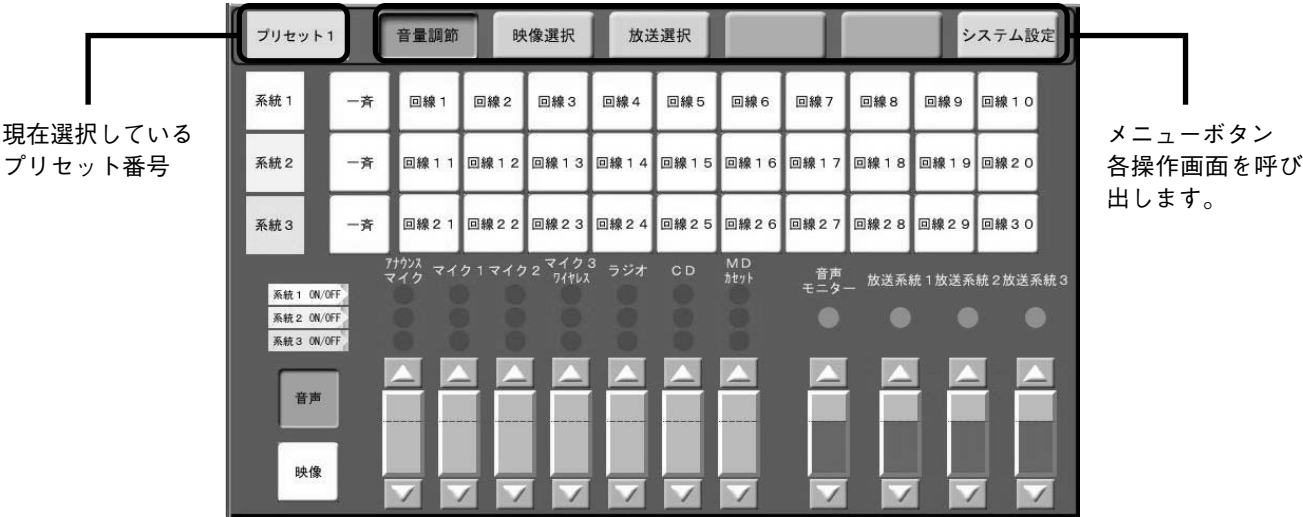 プリセット1
音量調節
映像選択
放送選択
システム設定
系統1
一斉
回線1
回線2
回線3
回線4
回線5
回線6
回線7
回線8
回線9
回線10
現在選択している
プリセット番号
メニューボタン
各操作画面を呼び
出します。
系統2
一斉
回線11
回線12
回線13
回線14
回線15
回線16
回線17
回線18
回線19
回線20
系統3
一斉
回線21
回線22
回線23
回線24
回線25
回線26
回線27
回線28
回線29
回線30
アナウンス
マイク
マイク1
マイク2
マイク3
ワイヤレス
ラジオ
CD
MD
カセット
音声
モニター
放送系統1
放送系統2
放送系統3
系統1 ON/OFF
系統2 ON/OFF
系統3 ON/OFF
音声
映像